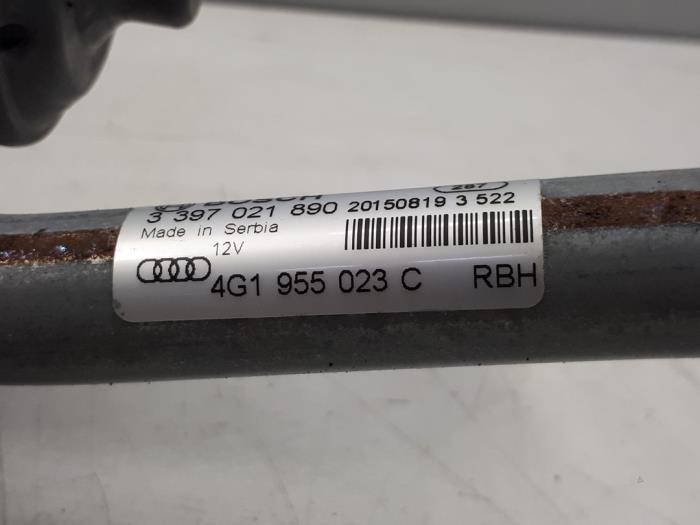 BOSCH
287
3 397 021 890 20150819 3 522
Made in Serbia
12V
4G1 955 023 C RBH